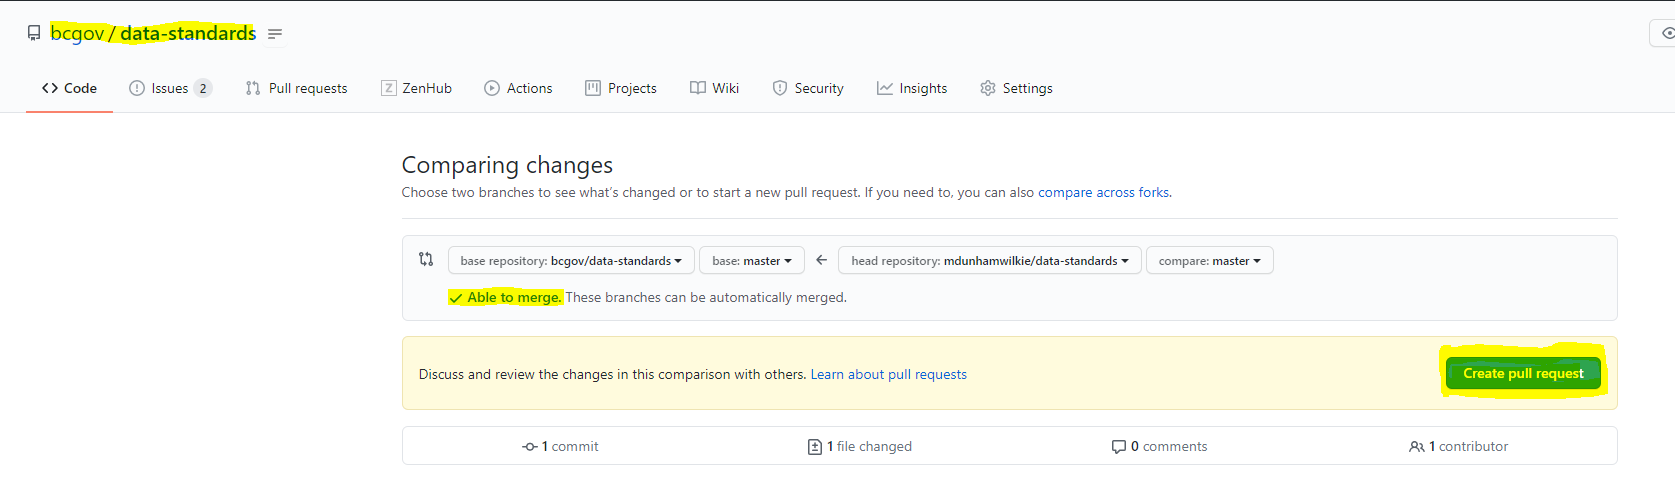 bcgov / data-standards
Code Issues 2 Pull requests ZenHub Actions Projects Wiki Security Insights Settings
Comparing changes
Choose two branches to see what's changed or to start a new pull request. If you need to, you can also compare across forks.
base repository: bcgov/data-standards base: master ← head repository: mdunhamwilkie/data-standards compare: master
✓ Able to merge. These branches can be automatically merged.
Discuss and review the changes in this comparison with others. Learn about pull requests Create pull request
1 commit 1 file changed 0 comments 1 contributor